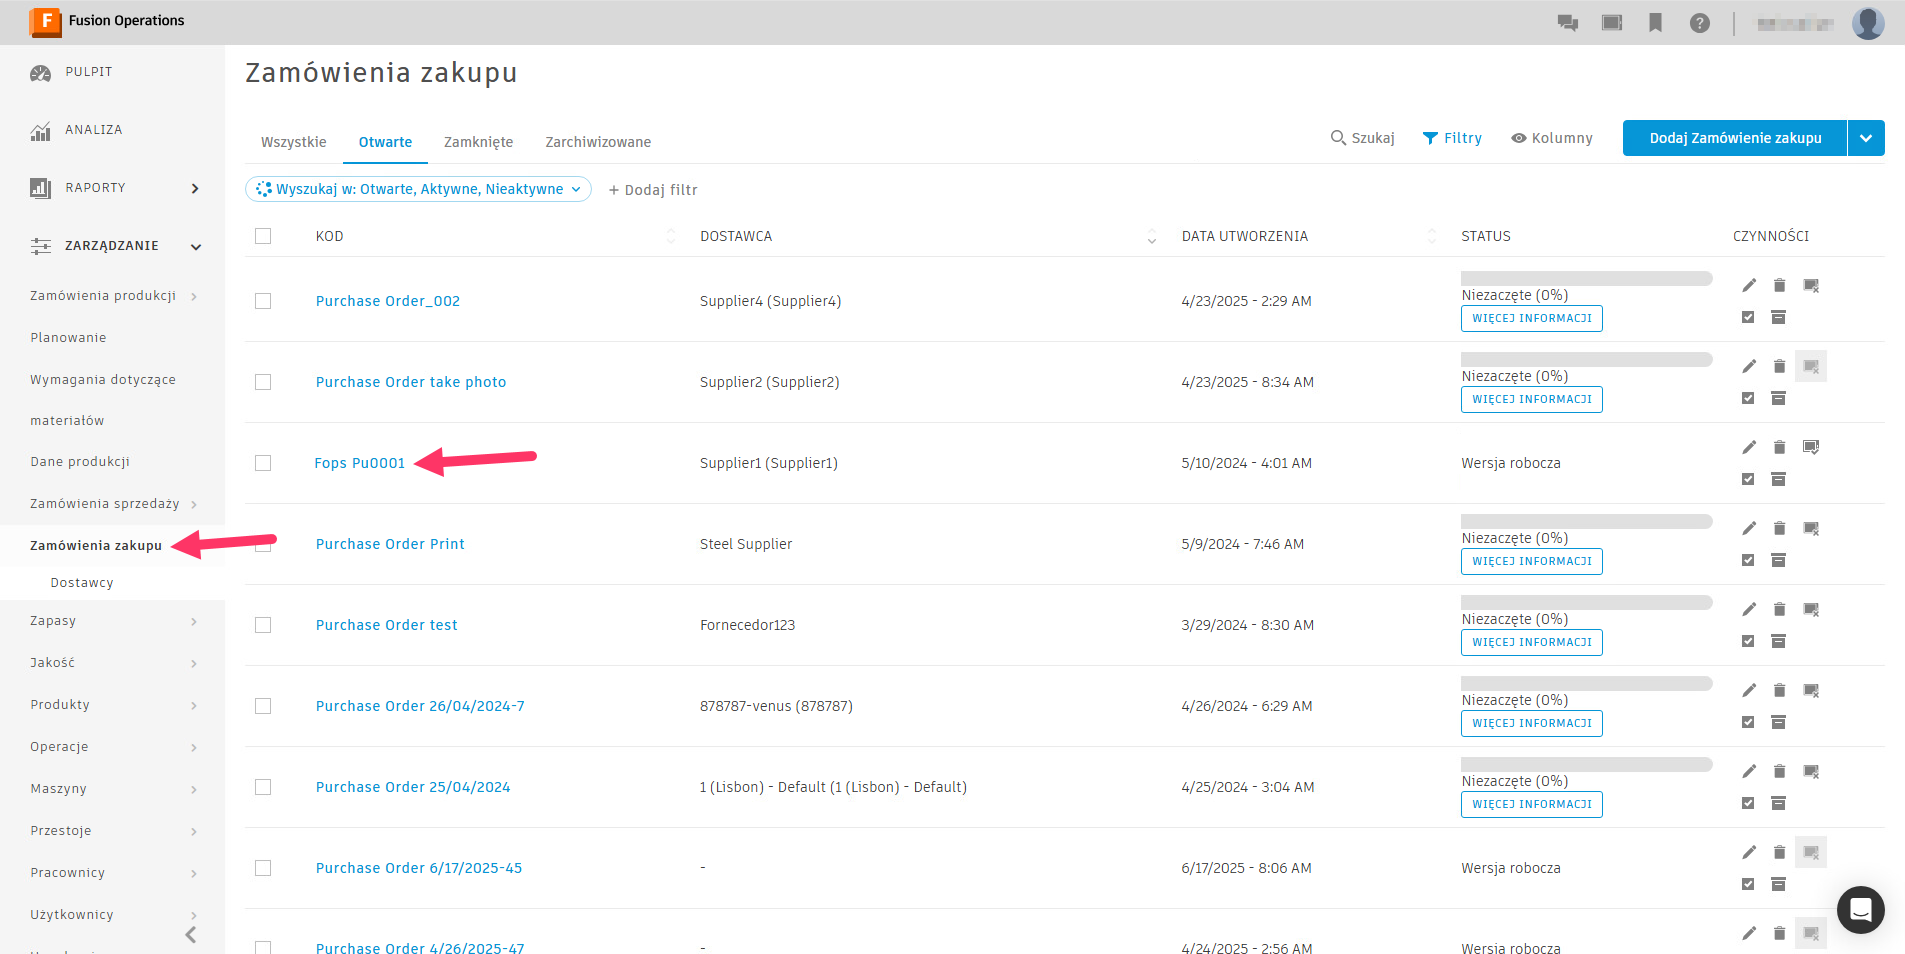 F Fusion Operations
?
PULPIT
ANALIZA
RAPORTY
ZARZĄDZANIE
Zamówienia produkcji
Planowanie
Wymagania dotyczące
materiałów
Dane produkcji
Zamówienia sprzedaży
Zamówienia zakupu
Dostawcy
Zapasy
Jakość
Produkty
Operacje
Maszyny
Przestoje
Pracownicy
Użytkownicy
Zamówienia zakupu
Wszystkie Otwarte Zamknięte Zarchiwizowane
Szukaj Filtry Kolumny Dodaj Zamówienie zakupu
Wyszukaj w: Otwarte, Aktywne, Nieaktywne + Dodaj filtr
KOD DOSTAWCA DATA UTWORZENIA STATUS CZYNNOŚCI
Purchase Order_002 Supplier4 (Supplier4) 4/23/2025 - 2:29 AM Niezaczęte (0%)
WIĘCEJ INFORMACJI
Purchase Order take photo Supplier2 (Supplier2) 4/23/2025 - 8:34 AM Niezaczęte (0%)
WIĘCEJ INFORMACJI
Fops Pu0001 Supplier1 (Supplier1) 5/10/2024 - 4:01 AM Wersja robocza
Purchase Order Print Steel Supplier 5/9/2024 - 7:46 AM Niezaczęte (0%)
WIĘCEJ INFORMACJI
Purchase Order test Fornecedor123 3/29/2024 - 8:30 AM Niezaczęte (0%)
WIĘCEJ INFORMACJI
Purchase Order 26/04/2024-7 878787-venus (878787) 4/26/2024 - 6:29 AM Niezaczęte (0%)
WIĘCEJ INFORMACJI
Purchase Order 25/04/2024 1 (Lisbon) - Default (1 (Lisbon) - Default) 4/25/2024 - 3:04 AM Niezaczęte (0%)
WIĘCEJ INFORMACJI
Purchase Order 6/17/2025-45 - 6/17/2025 - 8:06 AM Wersja robocza
Purchase Order 4/26/2025-47 - 4/24/2025 - 2:56 AM Wersja robocza